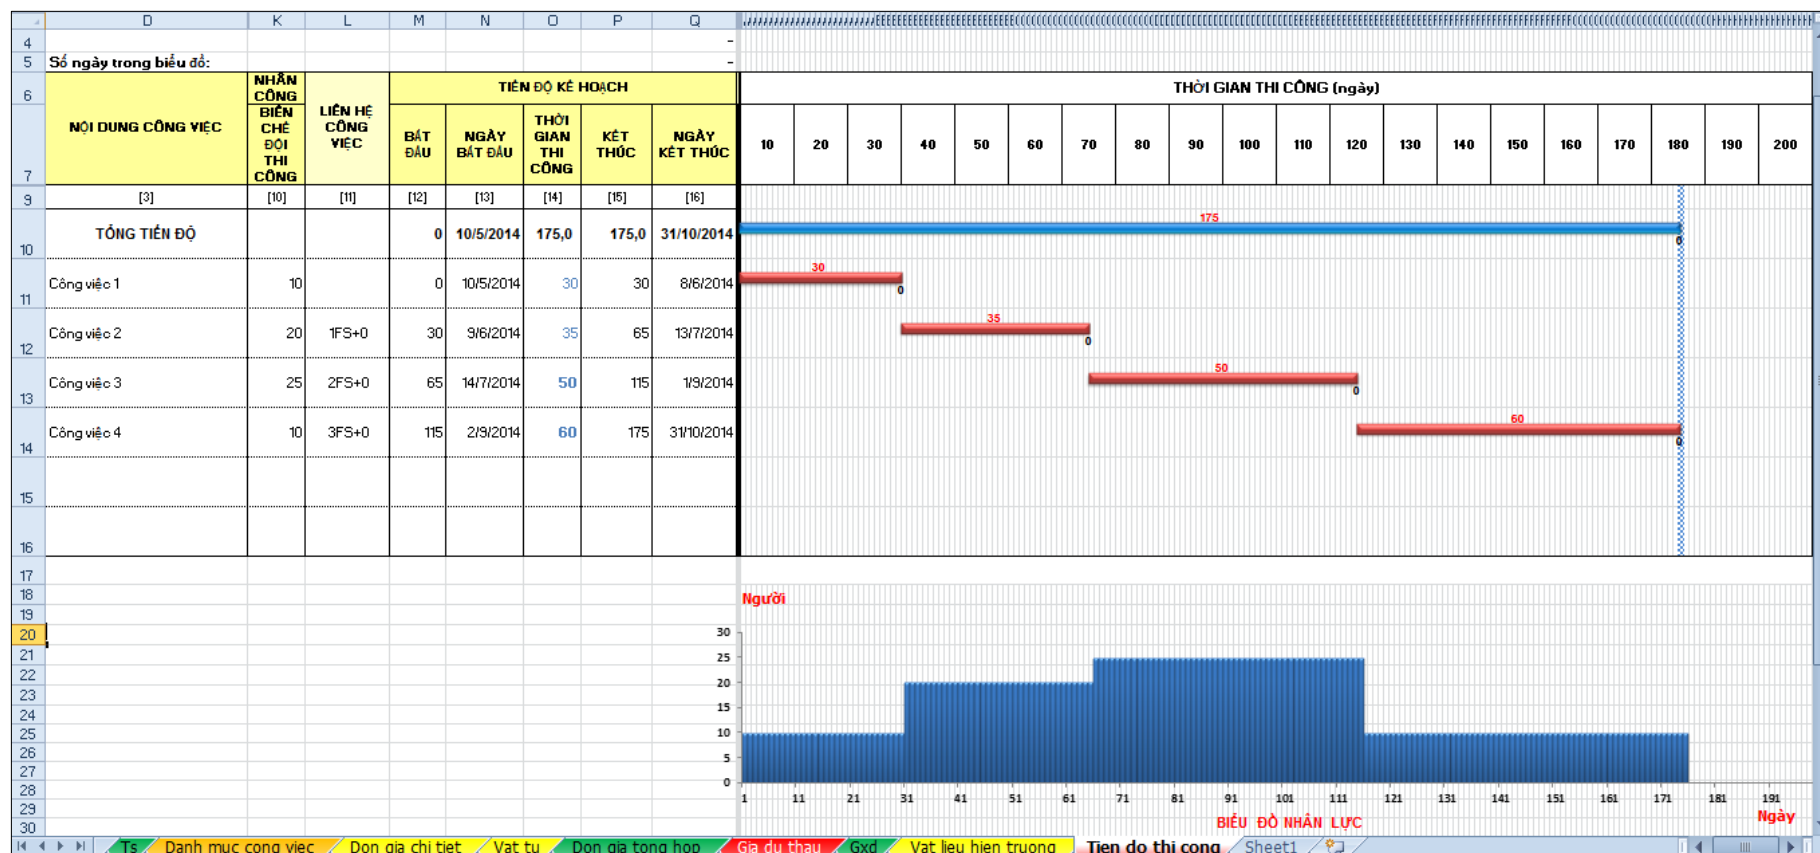 D K L M N O P Q
4 -
5 Số ngày trong biểu đồ: -
6 NỘI DUNG CÔNG VIỆC NHÂN CÔNG LIÊN HỆ CÔNG VIỆC TIẾN ĐỘ KẾ HOẠCH THỜI GIAN THI CÔNG (ngày)
7 BIÊN CHẾ ĐỘI THI CÔNG BẮT ĐẦU NGÀY BẮT ĐẦU THỜI GIAN THI CÔNG KẾT THÚC NGÀY KẾT THÚC 10 20 30 40 50 60 70 80 90 100 110 120 130 140 150 160 170 180 190 200
9 [3] [10] [11] [12] [13] [14] [15] [16]
10 TỔNG TIẾN ĐỘ 0 10/5/2014 175,0 175,0 31/10/2014 175 0
11 Công việc 1 10 0 10/5/2014 30 30 8/6/2014 30 0
12 Công việc 2 20 1FS+0 30 9/6/2014 35 65 13/7/2014 35 0
13 Công việc 3 25 2FS+0 65 14/7/2014 50 115 1/9/2014 50 0
14 Công việc 4 10 3FS+0 115 2/9/2014 60 175 31/10/2014 60 0
15
16
17
18 Người
19
20 30
21 25
22 20
23
24 15
25 10
26 5
27
28 0
29 1 11 21 31 41 51 61 71 81 91 101 111 121 131 141 151 161 171 181 191
Ngày
30 BIỂU ĐỒ NHÂN LỰC
Ts Danh muc cong viec Don gia chi tiet Vat tu Don gia tong hop Gia du thau Gxd Vat lieu hien truong Tien do thi cong Sheet1